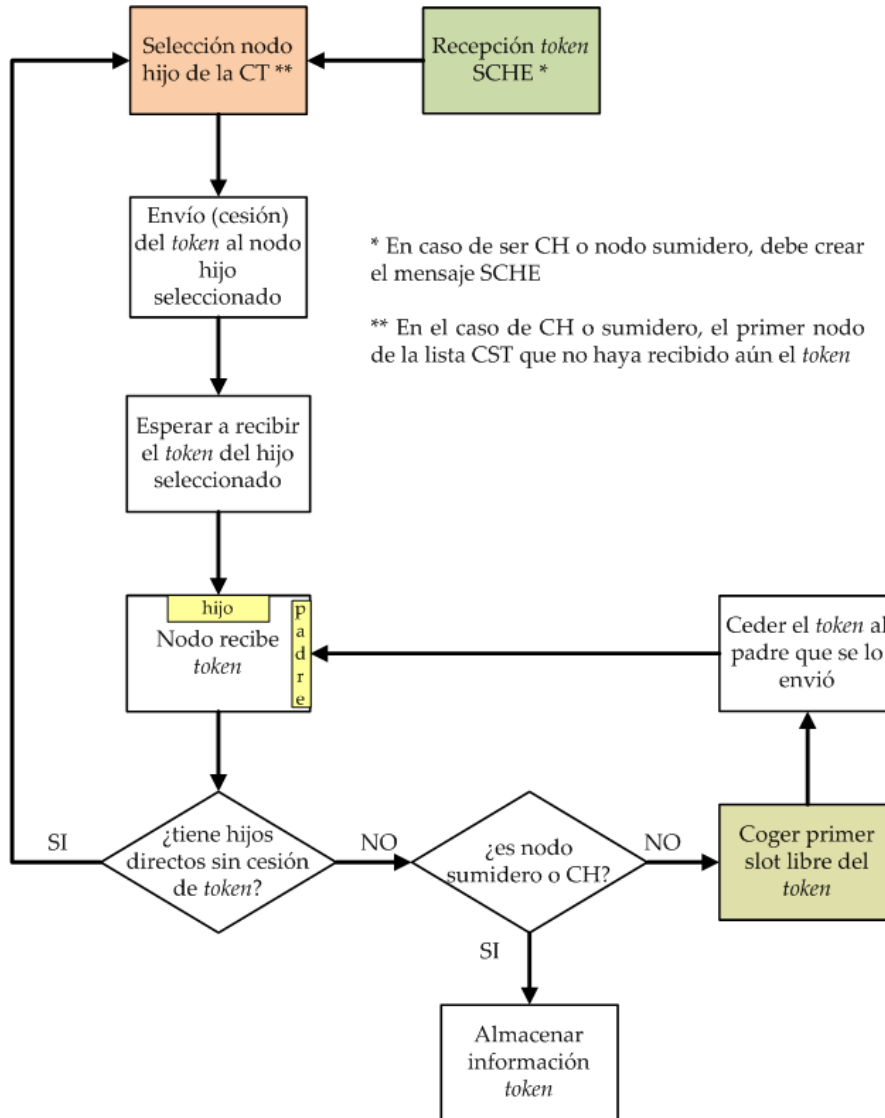 Selección nodo
hijo de la CT **
Recepción token
SCHE *
Envío (cesión)
del token al nodo
hijo
seleccionado
* En caso de ser CH o nodo sumidero, debe crear
el mensaje SCHE
** En el caso de CH o sumidero, el primer nodo
de la lista CST que no haya recibido aún el token
Esperar a recibir
el token del hijo
seleccionado
hijo
padre
Nodo recibe
token
Ceder el token al
padre que se lo
envió
SI
¿tiene hijos
directos sin cesión
de token?
NO
¿es nodo
sumidero o CH?
NO
Coger primer
slot libre del
token
SI
Almacenar
información
token